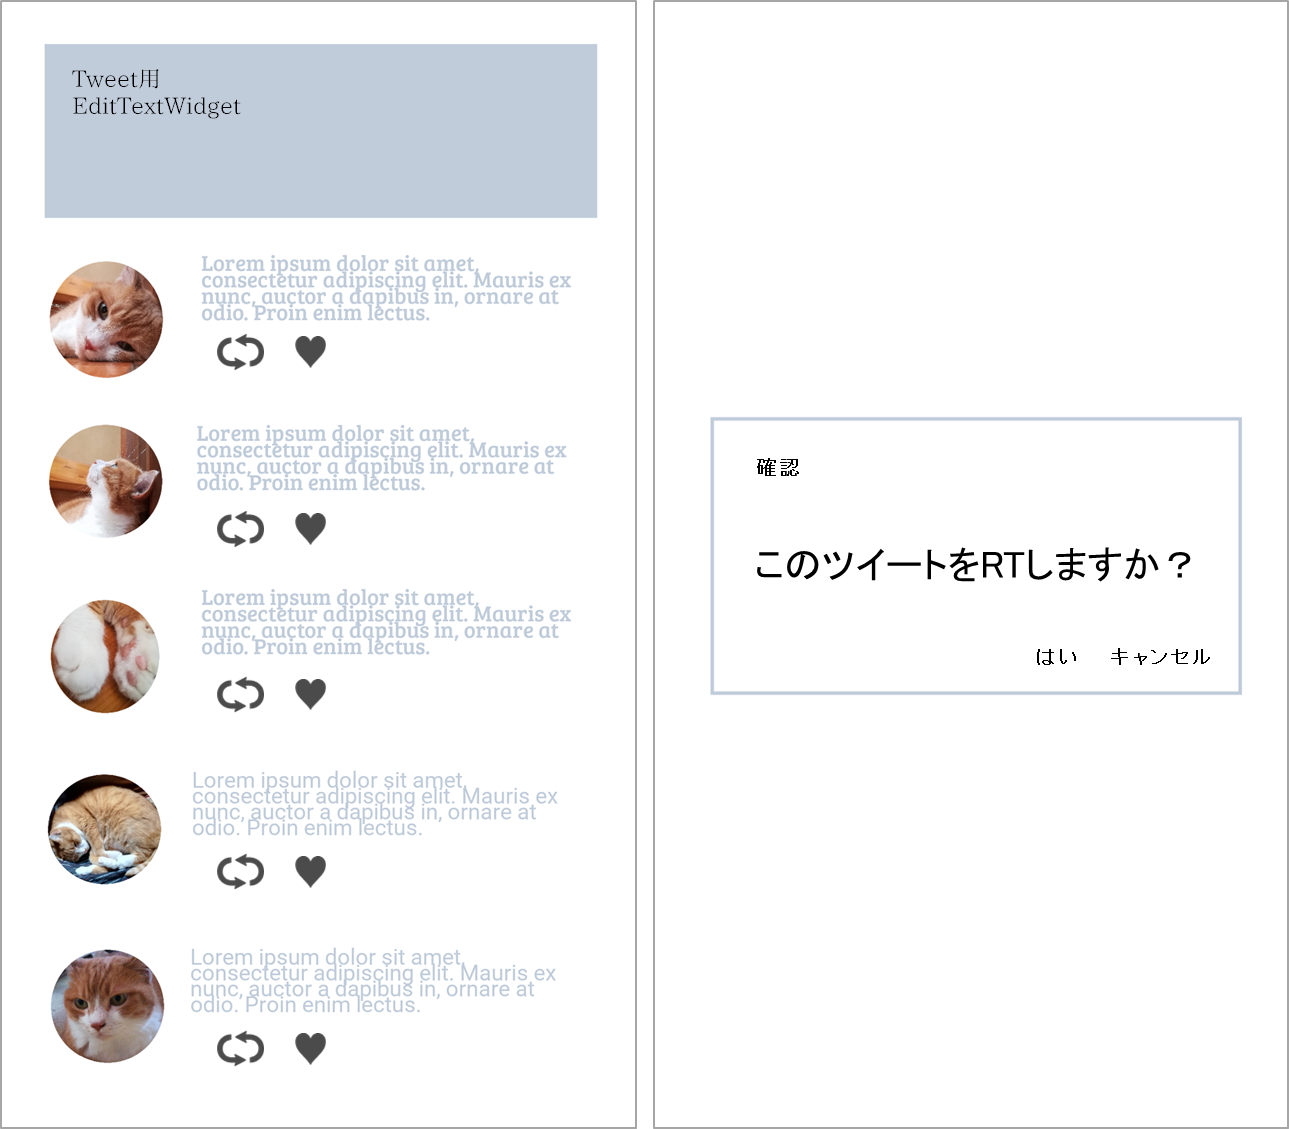 Tweet用
EditTextWidget
Lorem ipsum dolor sit amet,
consectetur adipiscing elit. Mauris ex
nunc, auctor a dapibus in, ornare at
odio. Proin enim lectus.
Lorem ipsum dolor sit amet,
consectetur adipiscing elit. Mauris ex
nunc, auctor a dapibus in, ornare at
odio. Proin enim lectus.
Lorem ipsum dolor sit amet,
consectetur adipiscing elit. Mauris ex
nunc, auctor a dapibus in, ornare at
odio. Proin enim lectus.
Lorem ipsum dolor sit amet,
consectetur adipiscing elit. Mauris ex
nunc, auctor a dapibus in, ornare at
odio. Proin enim lectus.
Lorem ipsum dolor sit amet,
consectetur adipiscing elit. Mauris ex
nunc, auctor a dapibus in, ornare at
odio. Proin enim lectus.
確認
このツイートをRTしますか？
はい キャンセル